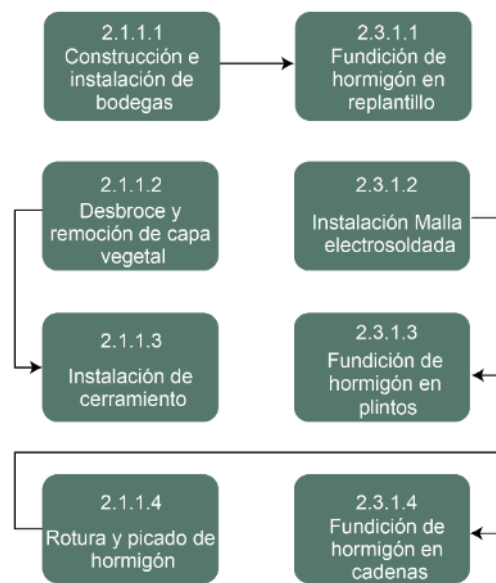 2.1.1.1
Construcción e
instalación de
bodegas
2.3.1.1
Fundición de
hormigón en
replantillo
2.1.1.2
Desbroce y
remoción de capa
vegetal
2.3.1.2
Instalación Malla
electrosoldada
2.1.1.3
Instalación de
cerramiento
2.3.1.3
Fundición de
hormigón en
plintos
2.1.1.4
Rotura y picado de
hormigón
2.3.1.4
Fundición de
hormigón en
cadenas